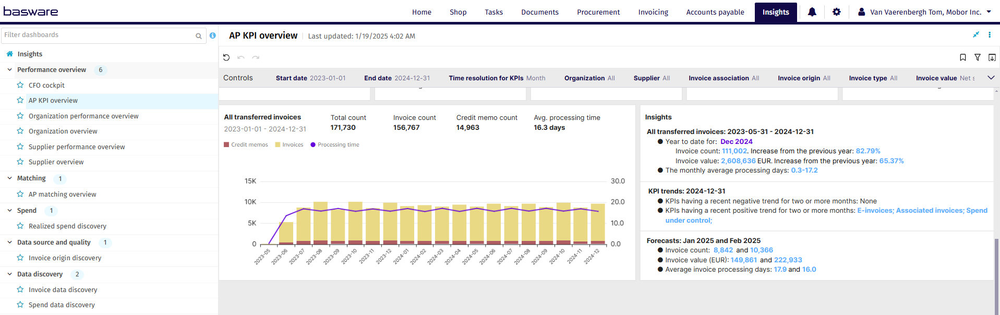 basware
Home Shop Tasks Documents Procurement Invoicing Accounts payable Insights Van Vaerenbergh Tom, Mobor Inc.
Filter dashboards
Insights
Performance overview 6
CFO cockpit
AP KPI overview
Organization performance overview
Organization overview
Supplier performance overview
Supplier overview
Matching 1
AP matching overview
Spend 1
Realized spend discovery
Data source and quality 1
Invoice origin discovery
Data discovery 2
Invoice data discovery
Spend data discovery
AP KPI overview Last updated: 1/19/2025 4:02 AM
Controls Start date 2023-01-01 End date 2024-12-31 Time resolution for KPIs Month Organization All Supplier All Invoice association All Invoice origin All Invoice type All Invoice value Net
All transferred invoices
2023-01-01 - 2024-12-31
Total count
171,730
Invoice count
156,767
Credit memo count
14,963
Avg. processing time
16.3 days
Credit memos Invoices Processing time
15K 30.0
10K 20.0
5K 10.0
0 0.0
2023-05 2023-06 2023-07 2023-08 2023-09 2023-10 2023-11 2023-12 2024-01 2024-02 2024-03 2024-04 2024-05 2024-06 2024-07 2024-08 2024-09 2024-10 2024-11 2024-12
Insights
All transferred invoices: 2023-05-31 - 2024-12-31
● Year to date for: Dec 2024
Invoice count: 111,002. Increase from the previous year: 82.79%
Invoice value: 2,608,636 EUR. Increase from the previous year: 65.37%
● The monthly average processing days: 0.3-17.2
KPI trends: 2024-12-31
● KPIs having a recent negative trend for two or more months: None
● KPIs having a recent positive trend for two or more months: E-invoices; Associated invoices; Spend
under control;
Forecasts: Jan 2025 and Feb 2025
● Invoice count: 8,842 and 10,366
● Invoice value (EUR): 149,861 and 222,933
● Average invoice processing days: 17.9 and 16.0